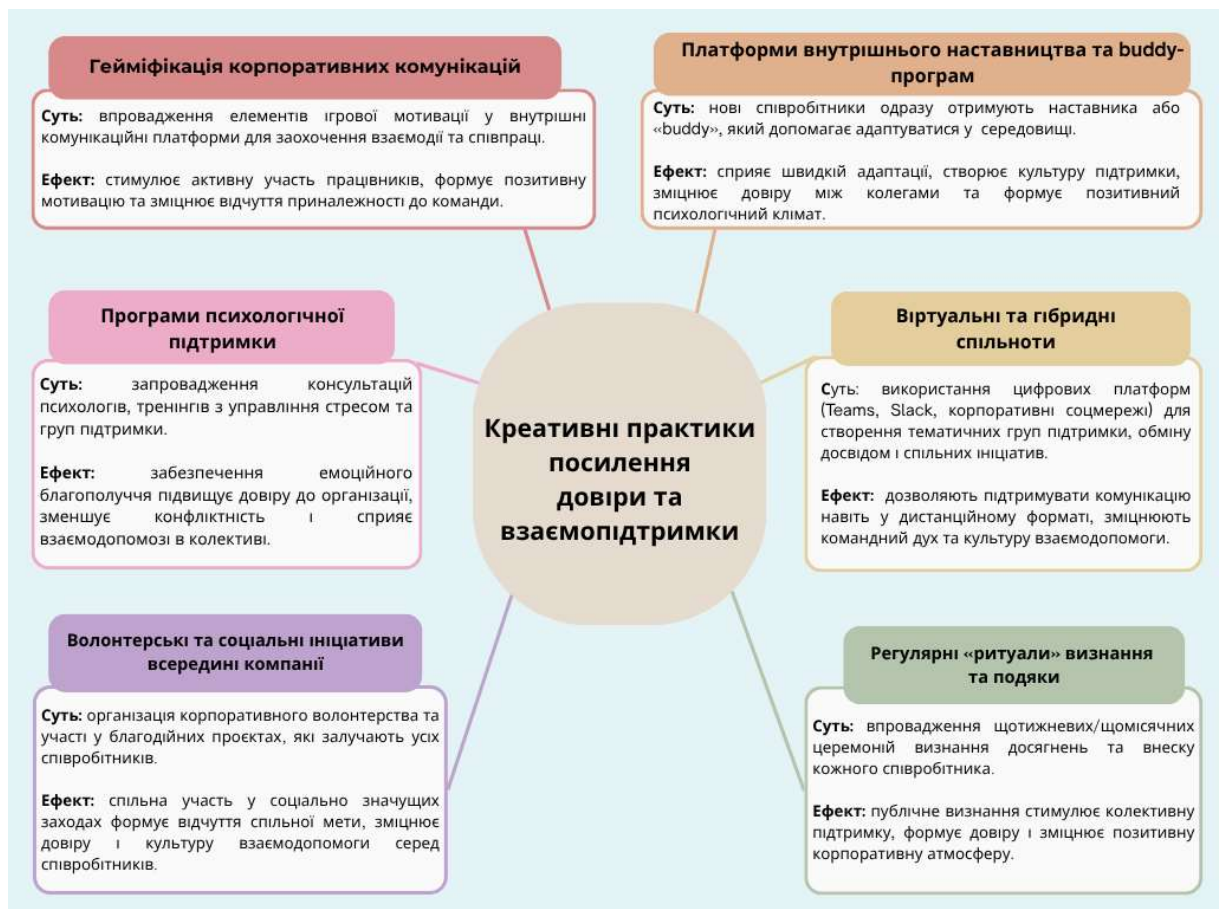 Гейміфікація корпоративних комунікацій
Суть: впровадження елементів ігрової мотивації у внутрішні
комунікаційні платформи для заохочення взаємодії та співпраці.
Ефект: стимулює активну участь працівників, формує позитивну
мотивацію та зміцнює відчуття приналежності до команди.
Платформи внутрішнього наставництва та buddy-
програм
Суть: нові співробітники одразу отримують наставника або
«buddy», який допомагає адаптуватися у середовищі.
Ефект: сприяє швидкій адаптації, створює культуру підтримки,
зміцнює довіру між колегами та формує позитивний
психологічний клімат.
Програми психологічної
підтримки
Суть: запровадження консультацій
психологів, тренінгів з управління стресом та
груп підтримки.
Ефект: забезпечення емоційного
благополуччя підвищує довіру до організації,
зменшує конфліктність і сприяє
взаємодопомозі в колективі.
Креативні практики
посилення
довіри та
взаємопідтримки
Віртуальні та гібридні
спільноти
Суть: використання цифрових платформ
(Teams, Slack, корпоративні соцмережі) для
створення тематичних груп підтримки, обміну
досвідом і спільних ініціатив.
Ефект: дозволяють підтримувати комунікацію
навіть у дистанційному форматі, зміцнюють
командний дух та культуру взаємодопомоги.
Волонтерські та соціальні ініціативи
всередині компанії
Суть: організація корпоративного волонтерства та
участі у благодійних проєктах, які залучають усіх
співробітників.
Ефект: спільна участь у соціально значущих
заходах формує відчуття спільної мети, зміцнює
довіру і культуру взаємодопомоги серед
співробітників.
Регулярні «ритуали» визнання
та подяки
Суть: впровадження щотижневих/щомісячних
церемоній визнання досягнень та внеску
кожного співробітника.
Ефект: публічне визнання стимулює колективну
підтримку, формує довіру і зміцнює позитивну
корпоративну атмосферу.